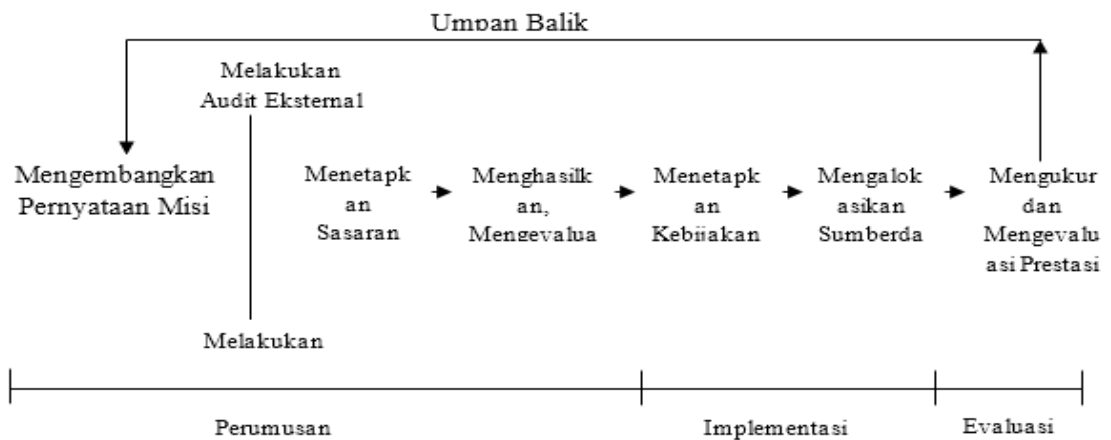 Umpan Balik
Melakukan
Audit Eksternal
Mengembangkan
Pernyataan Misi
Menetapk
an
Sasaran
Menghasilk
an,
Mengevalua
Menetapk
an
Kebijakan
Mengalok
asikan
Sumberda
Mengukur
dan
Mengevalu
asi Prestasi
Melakukan
Perumusan
Implementasi
Evaluasi